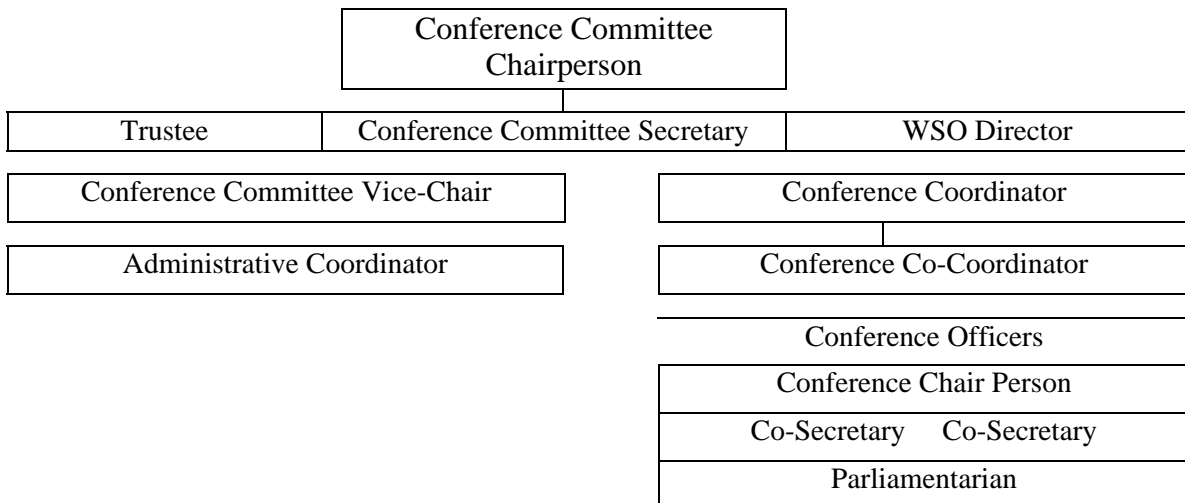 Conference Committee
Chairperson
Trustee Conference Committee Secretary WSO Director
Conference Committee Vice-Chair Conference Coordinator
Administrative Coordinator Conference Co-Coordinator
Conference Officers
Conference Chair Person
Co-Secretary Co-Secretary
Parliamentarian